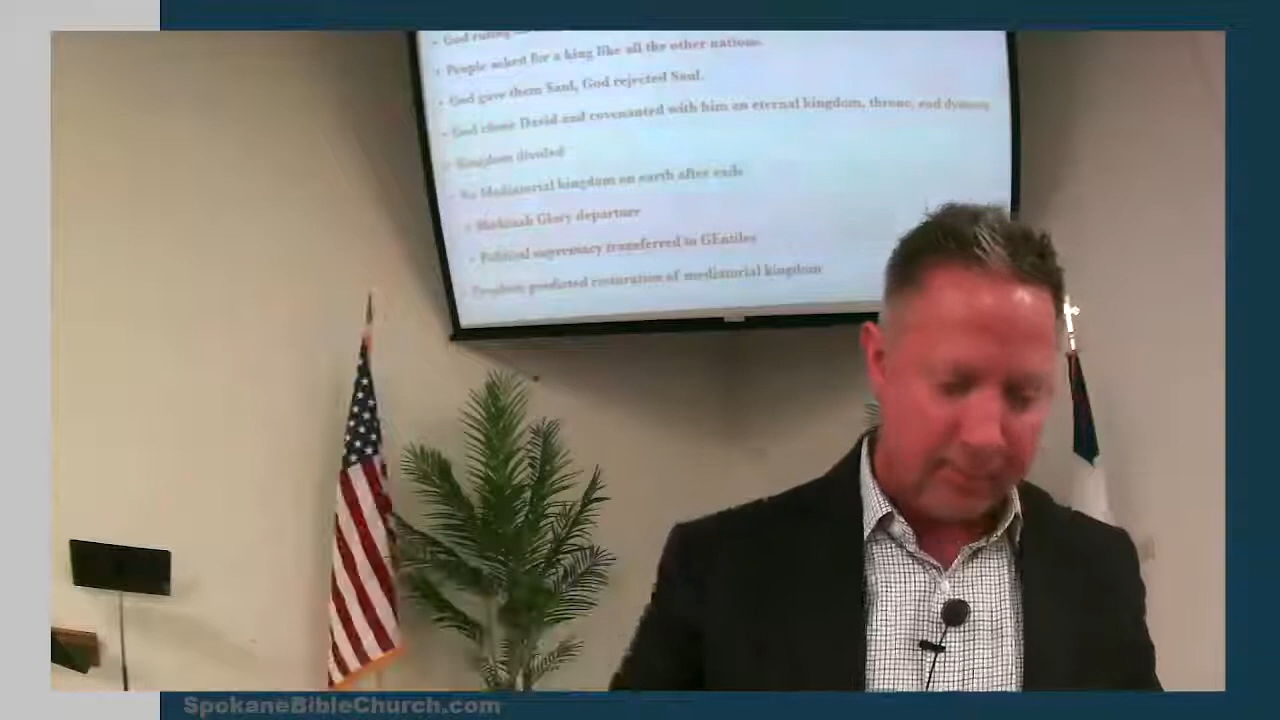 - God ruling
- People asked for a king like all the other nations.
- God gave them Saul, God rejected Saul.
- God chose David and covenanted with him an eternal kingdom, throne, and dynasty
- Kingdom divided
- No Mediatorial kingdom on earth after exile
- Shekinah Glory departure
- Political supremacy transferred to GEntiles
- Prophets predicted restoration of mediatorial kingdom
SpokaneBibleChurch.com